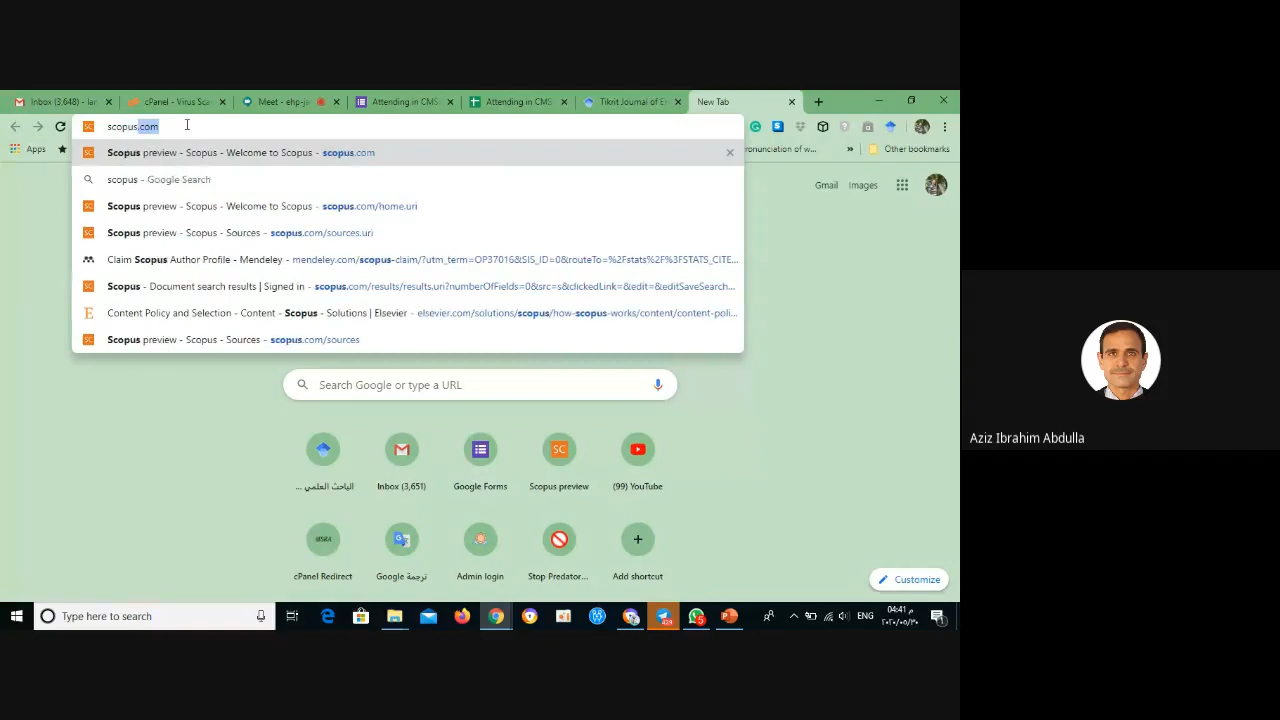 Inbox (3,648) - iar
cPanel - Virus Sca
Meet - ehp-j
Attending in CMS
Attending in CMS
Tikrit Journal of E
New Tab
scopus.com
Apps
Scopus preview - Scopus - Welcome to Scopus - scopus.com
ronunciation of w...
»
Other bookmarks
scopus - Google Search
Gmail
Images
Scopus preview - Scopus - Welcome to Scopus - scopus.com/home.uri
Scopus preview - Scopus - Sources - scopus.com/sources.uri
Claim Scopus Author Profile - Mendeley - mendeley.com/scopus-claim/?utm_term=OP37016&SIS_ID=0&routeTo=%2Fstats%2F%3FSTATS_CITE...
Scopus - Document search results | Signed in - scopus.com/results/results.uri?numberOfFields=0&src=s&clickedLink=&edit=&editSaveSearch...
Content Policy and Selection - Content - Scopus - Solutions | Elsevier - elsevier.com/solutions/scopus/how-scopus-works/content/content-poli...
Scopus preview - Scopus - Sources - scopus.com/sources
Search Google or type a URL
الباحث العلمي ...
Inbox (3,651)
Google Forms
Scopus preview
(99) YouTube
cPanel Redirect
ترجمة Google
Admin login
Stop Predator...
Add shortcut
Customize
Type here to search
429
5
ENG
04:41 م
٢٠٢٠/٠٥/٣٠
Aziz Ibrahim Abdulla